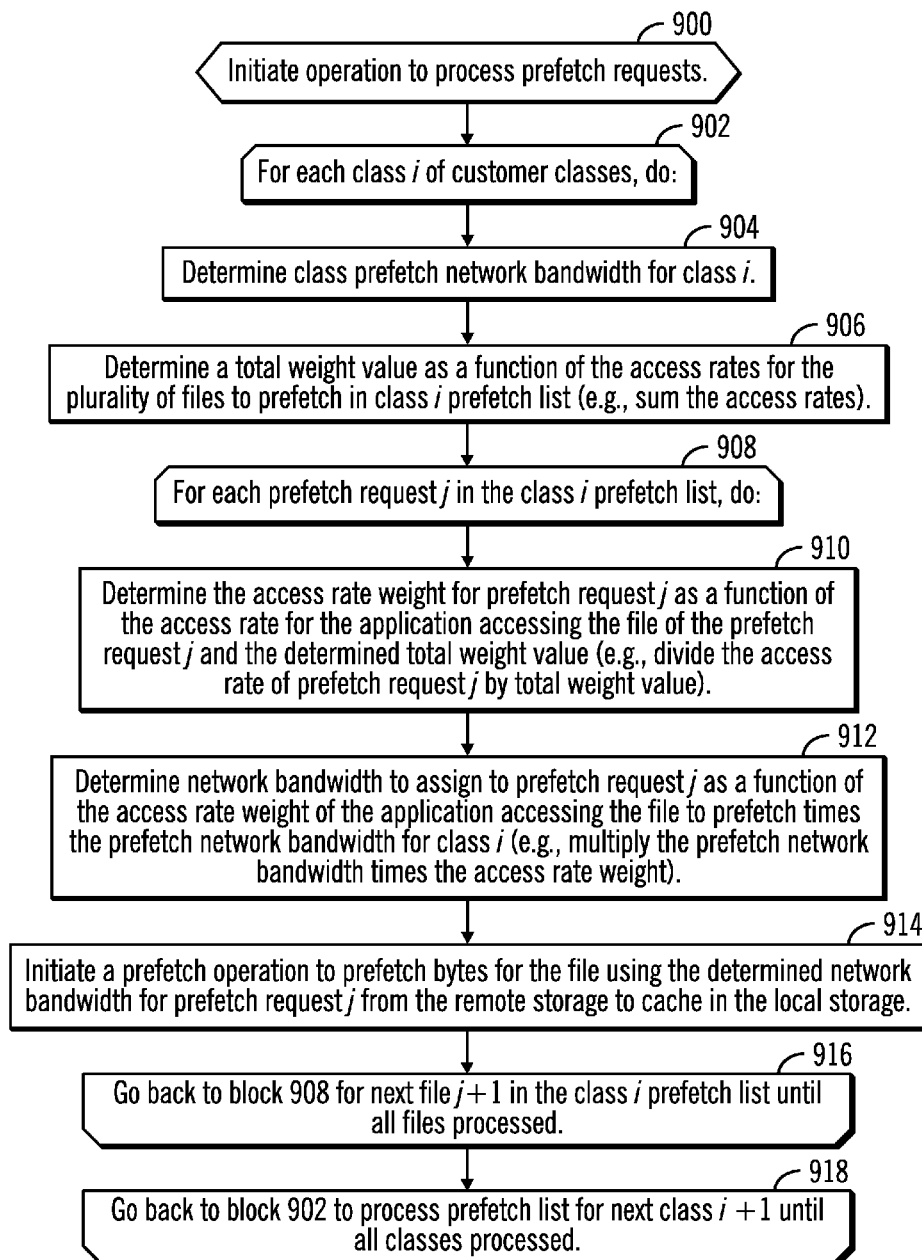 900
Initiate operation to process prefetch requests.
902
For each class i of customer classes, do:
904
Determine class prefetch network bandwidth for class i.
906
Determine a total weight value as a function of the access rates for the
plurality of files to prefetch in class i prefetch list (e.g., sum the access rates).
908
For each prefetch request j in the class i prefetch list, do:
910
Determine the access rate weight for prefetch request j as a function of
the access rate for the application accessing the file of the prefetch
request j and the determined total weight value (e.g., divide the access
rate of prefetch request j by total weight value).
912
Determine network bandwidth to assign to prefetch request j as a function of
the access rate weight of the application accessing the file to prefetch times
the prefetch network bandwidth for class i (e.g., multiply the prefetch network
bandwidth times the access rate weight).
914
Initiate a prefetch operation to prefetch bytes for the file using the determined network
bandwidth for prefetch request j from the remote storage to cache in the local storage.
916
Go back to block 908 for next file j+1 in the class i prefetch list until
all files processed.
918
Go back to block 902 to process prefetch list for next class i +1 until
all classes processed.